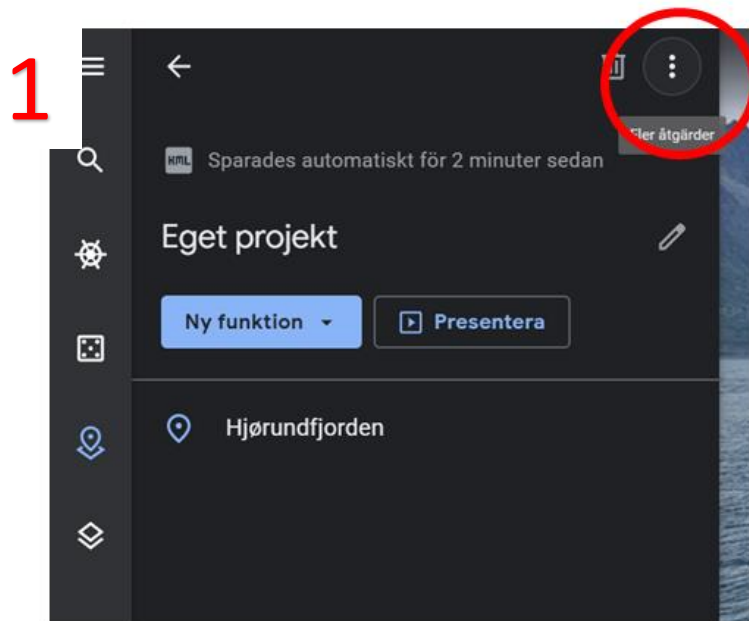 1
Fler åtgärder
KML Sparades automatiskt för 2 minuter sedan
Eget projekt
Ny funktion
Presentera
Hjørundfjorden